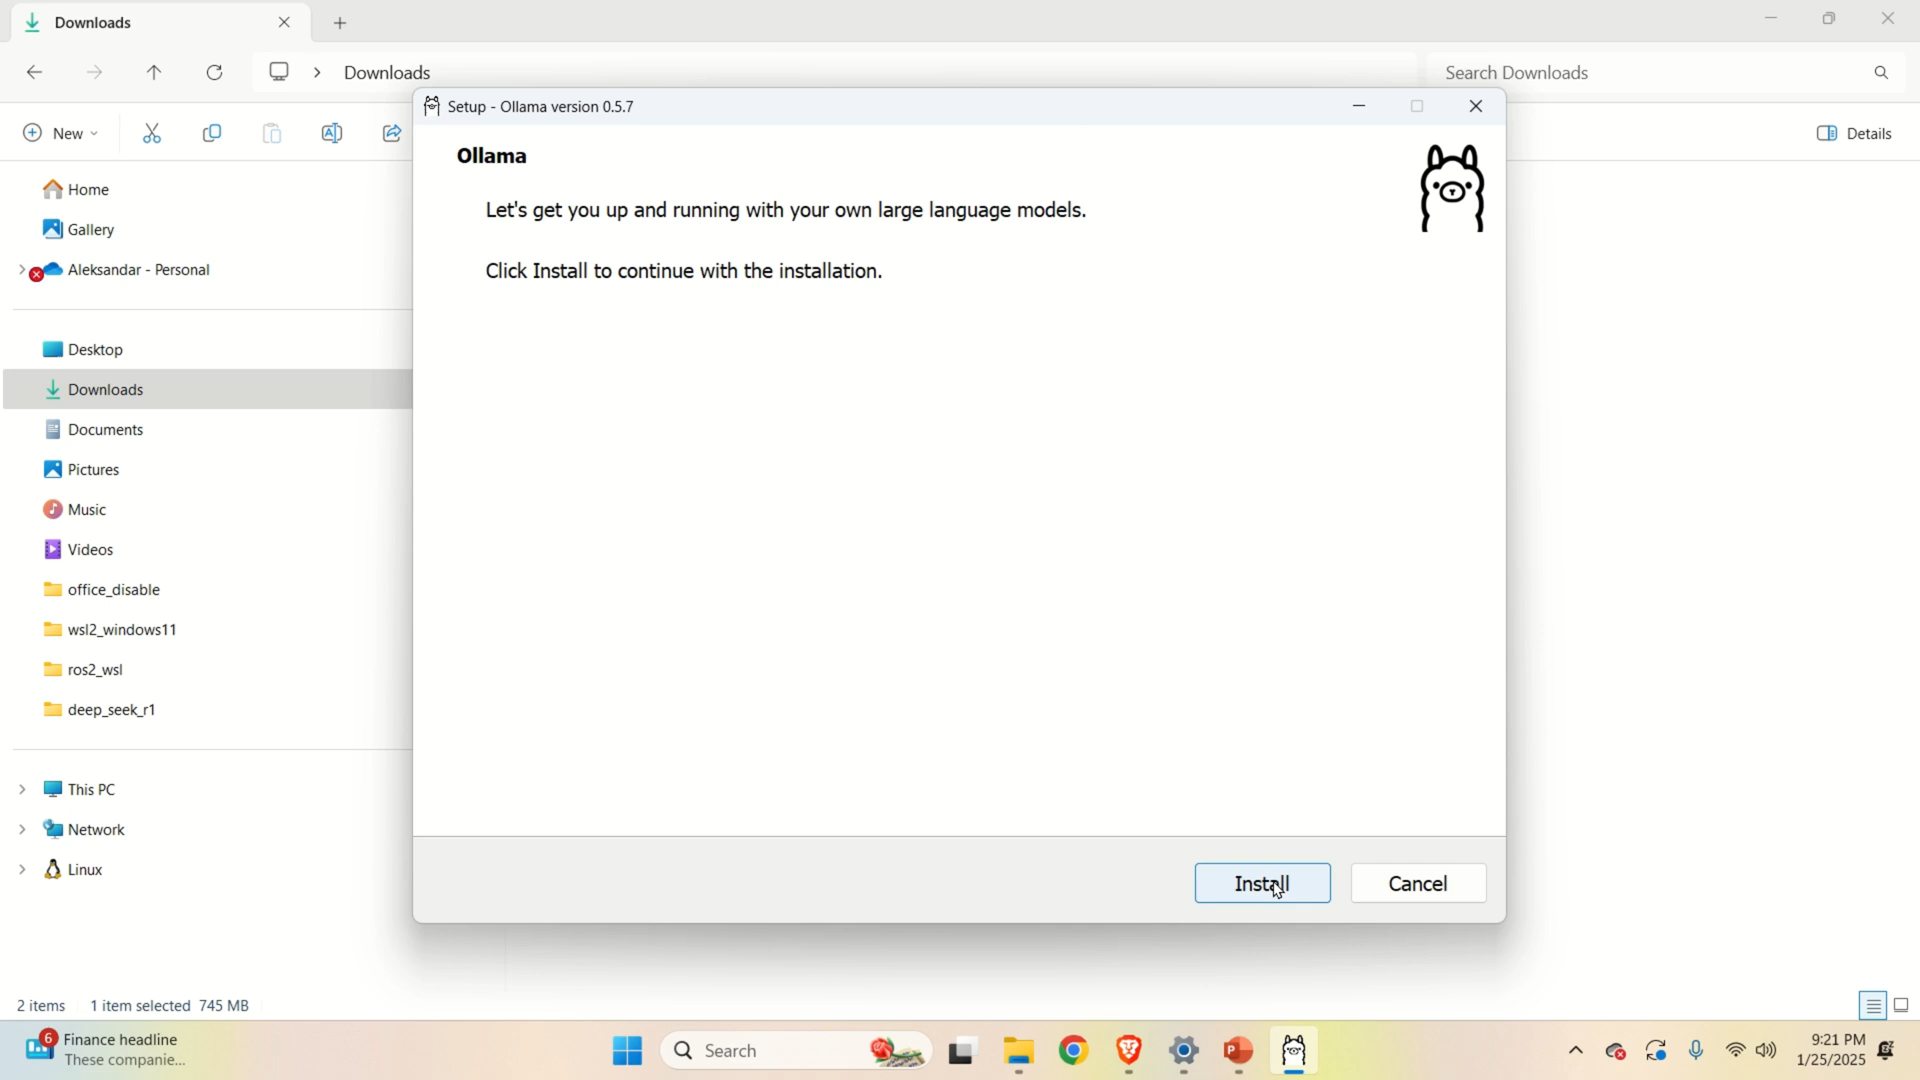 Downloads
Downloads
Search Downloads
Setup - Ollama version 0.5.7
New
Details
Ollama
Let's get you up and running with your own large language models.
Click Install to continue with the installation.
Home
Gallery
Aleksandar - Personal
Desktop
Downloads
Documents
Pictures
Music
Videos
office_disable
wsl2_windows11
ros2_wsl
deep_seek_r1
This PC
Network
Linux
Install
Cancel
2 items 1 item selected 745 MB
6
Finance headline
These companie...
Search
9:21 PM
1/25/2025